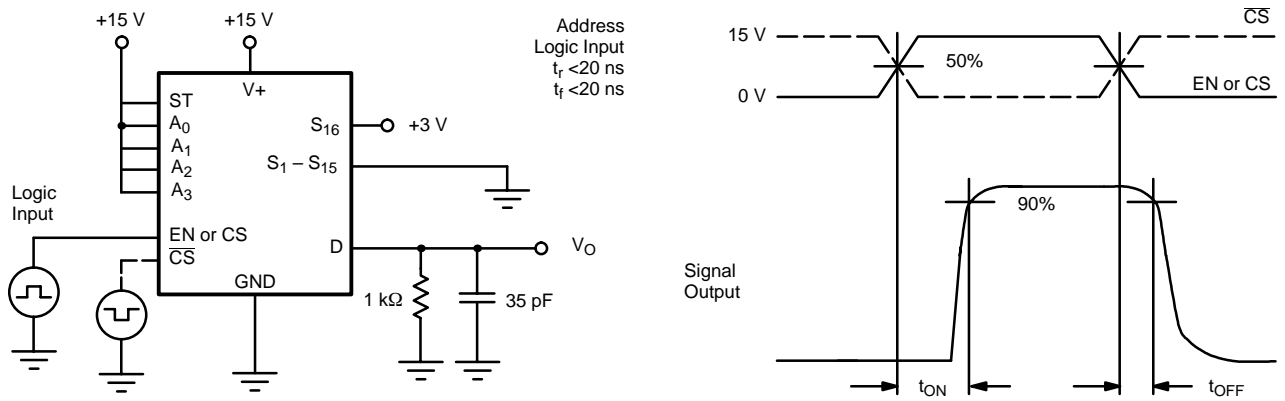 +15 V
+15 V
Address
Logic Input
tr <20 ns
tf <20 ns
V+
ST
A0
A1
A2
A3
S16
+3 V
S1 – S15
Logic
Input
EN or CS
CS
D
VO
GND
1 kΩ
35 pF
CS
15 V
50%
0 V
EN or CS
90%
Signal
Output
tON
tOFF